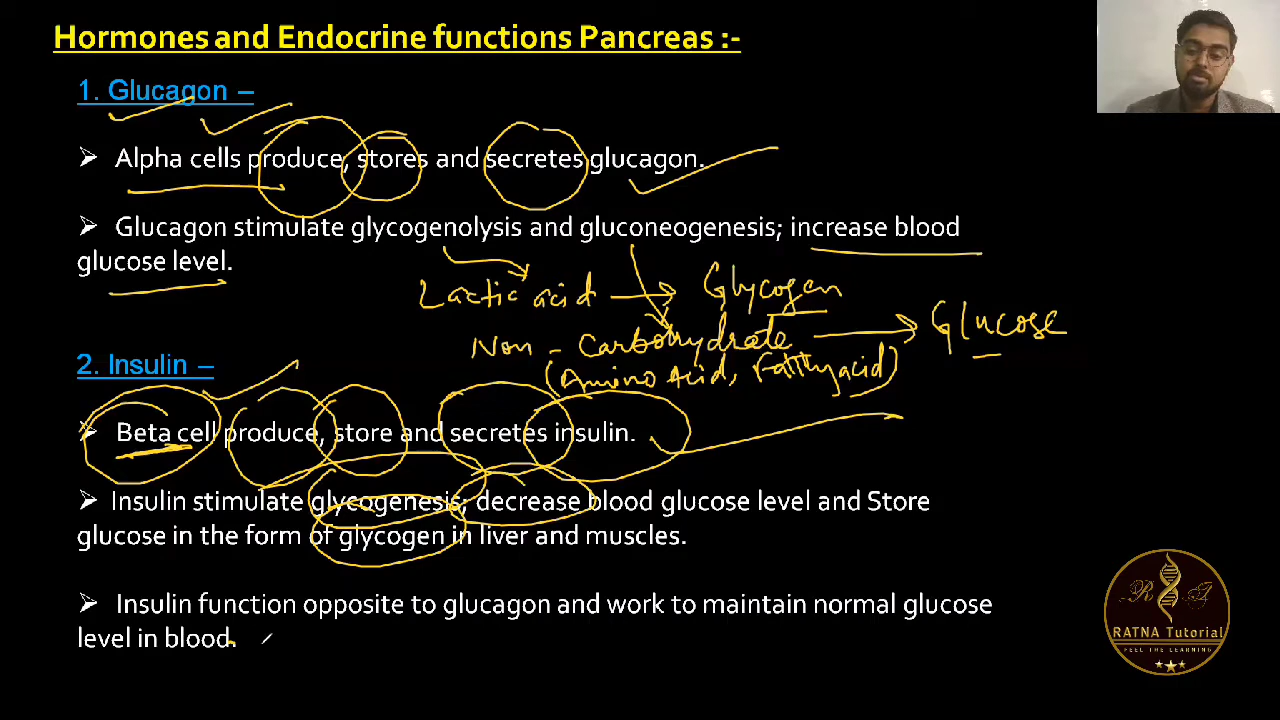 Hormones and Endocrine functions Pancreas :-
1. Glucagon –
➢ Alpha cells produce, stores and secretes glucagon.
➢ Glucagon stimulate glycogenolysis and gluconeogenesis; increase blood
glucose level.
Lactic acid → Glycogen
Non - Carbohydrate → Glucose
(Amino Acid, Fatty acid)
2. Insulin –
➢ Beta cell produce, store and secretes insulin.
➢ Insulin stimulate glycogenesis; decrease blood glucose level and Store
glucose in the form of glycogen in liver and muscles.
➢ Insulin function opposite to glucagon and work to maintain normal glucose
level in blood.
R T
RATNA Tutorial
FEEL THE LEARNING